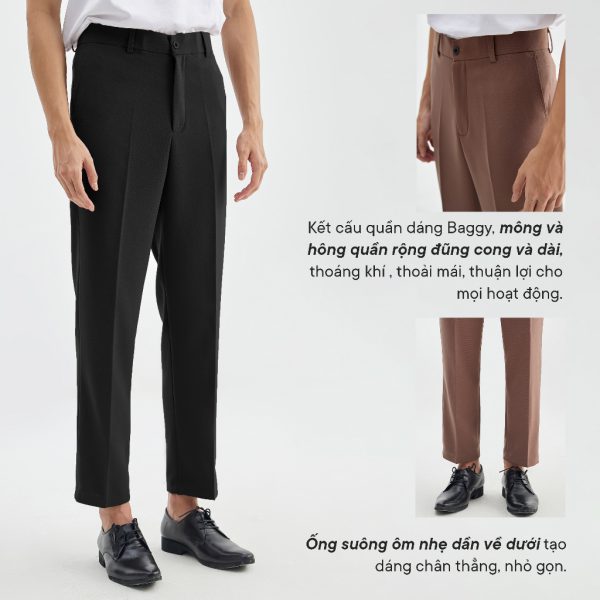 Kết cấu quần dáng Baggy, mông và
hông quần rộng đũng cong và dài,
thoáng khí , thoải mái, thuận lợi cho
mọi hoạt động.
Ống suông ôm nhẹ dần về dưới tạo
dáng chân thẳng, nhỏ gọn.